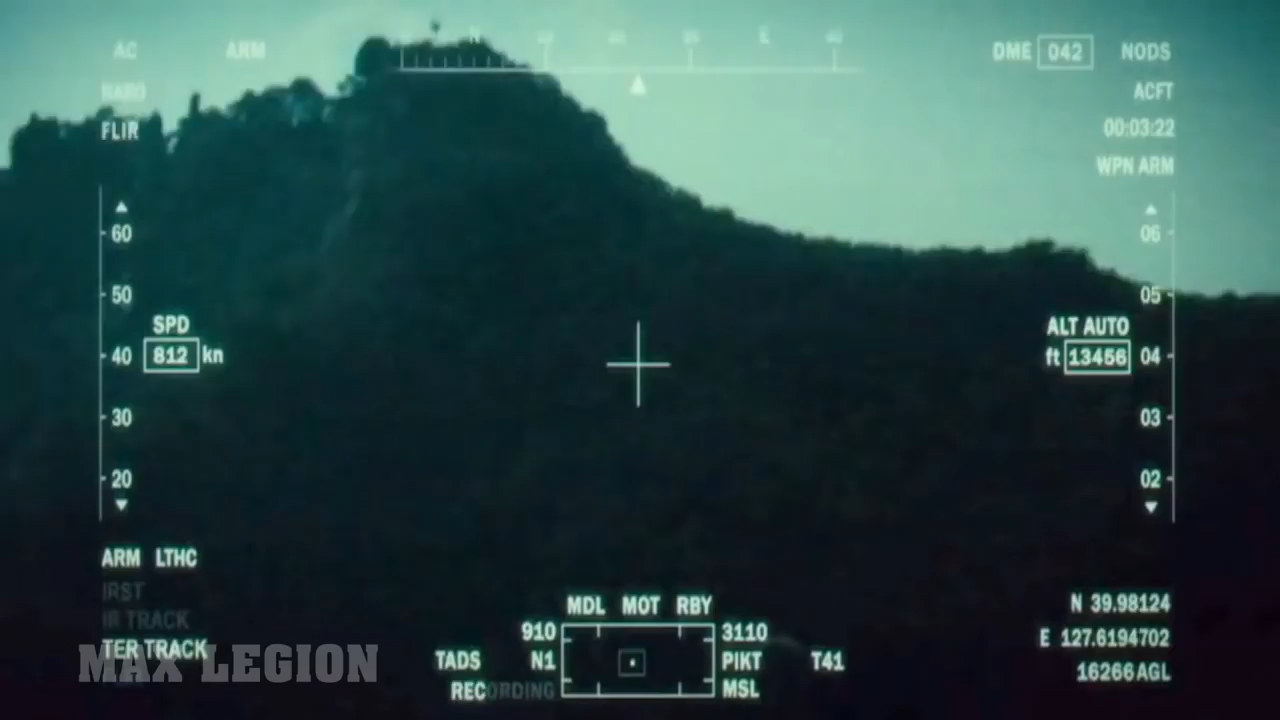 AC ARM
N
E
DME 042 NODS
ACFT
FLIR
00:03:22
WPN ARM
60
06
50
05
SPD
ALT AUTO
40
812 kn
ft 13456
04
30
03
20
02
ARM LTHC
IRST
IR TRACK
TER TRACK
MAX LEGION
MDL MOT RBY
910
3110
TADS N1
PIKT T41
RECORDING
MSL
N 39.98124
E 127.6194702
16266AGL